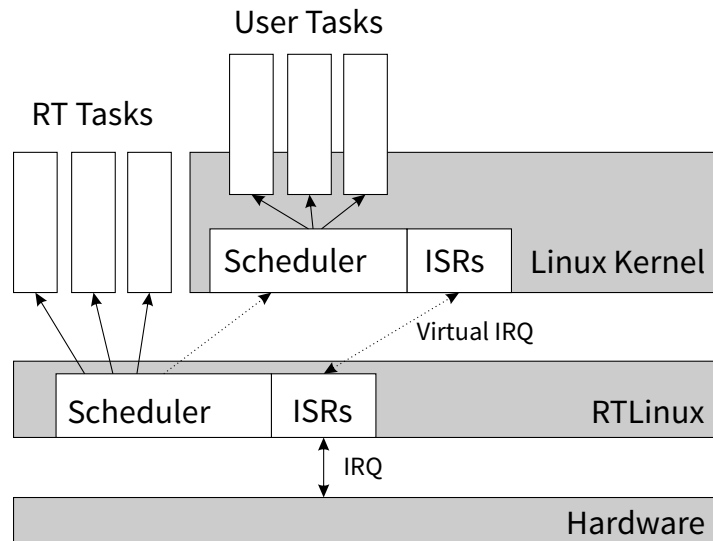 User Tasks
RT Tasks
Scheduler
ISRs
Linux Kernel
Virtual IRQ
Scheduler
ISRs
RTLinux
IRQ
Hardware